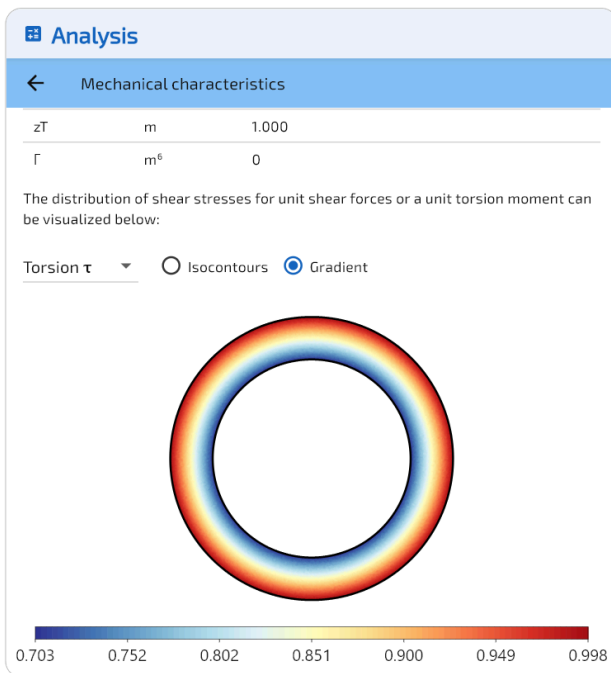 Analysis
Mechanical characteristics
zT m 1.000
Γ m⁶ 0
The distribution of shear stresses for unit shear forces or a unit torsion moment can
be visualized below:
Torsion τ Isocontours Gradient
0.703 0.752 0.802 0.851 0.900 0.949 0.998